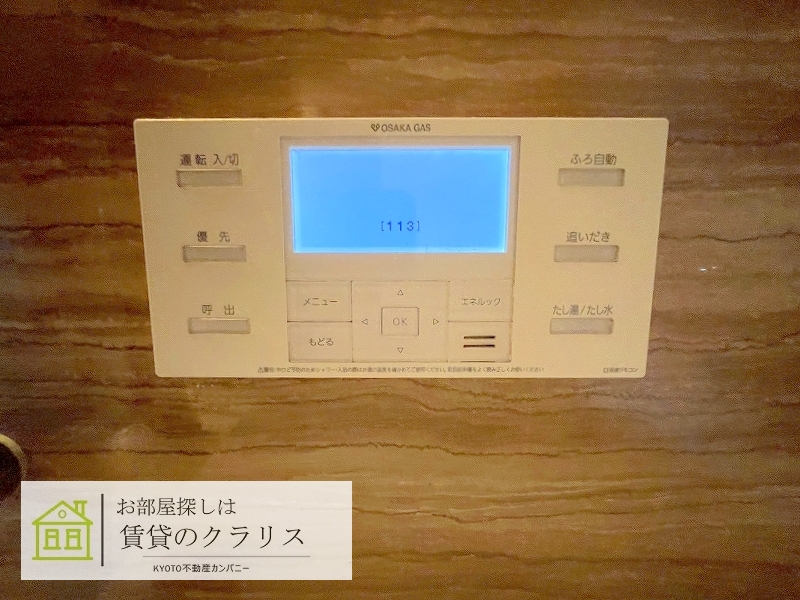 OSAKA GAS
運転 入/切
ふろ自動
[113]
優先
追いだき
呼出
メニュー
エネルック
たし湯/たし水
OK
もどる
お部屋探しは
賃貸のクラリス
KYOTO不動産カンパニー